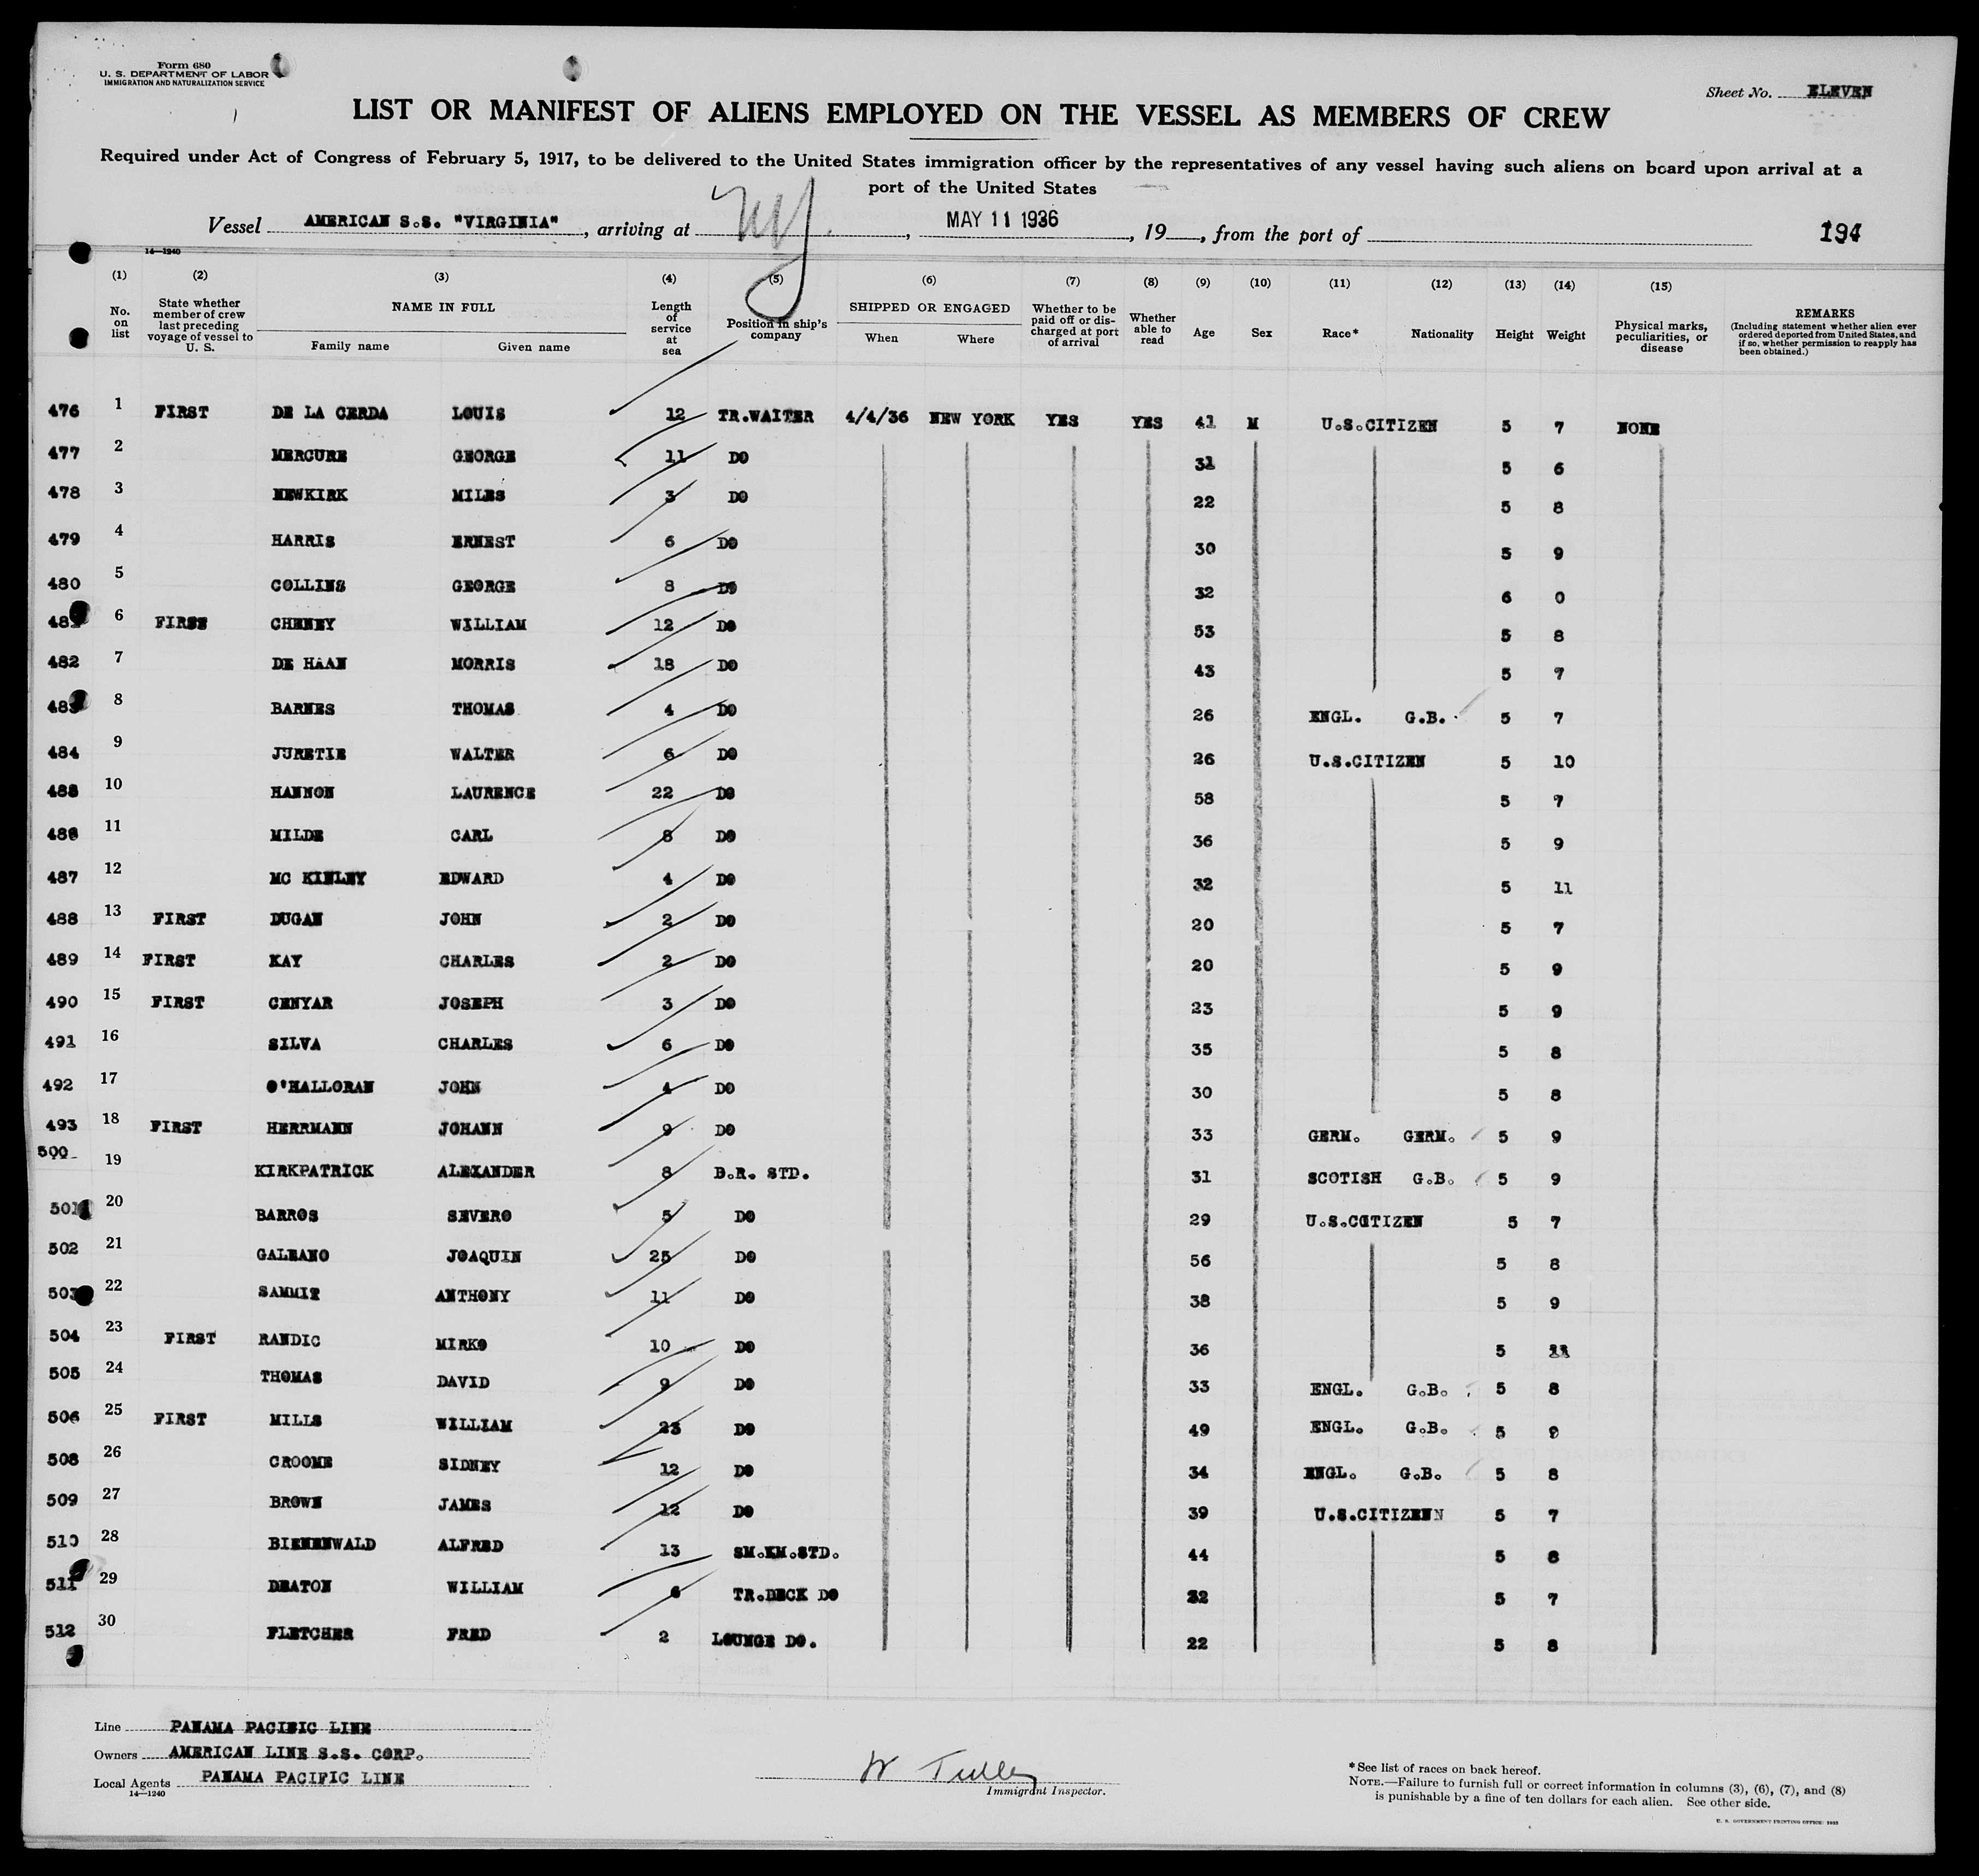 Form 680
U. S. DEPARTMENT OF LABOR
IMMIGRATION AND NATURALIZATION SERVICE
Sheet No. ELEVEN
LIST OR MANIFEST OF ALIENS EMPLOYED ON THE VESSEL AS MEMBERS OF CREW
Required under Act of Congress of February 5, 1917, to be delivered to the United States immigration officer by the representatives of any vessel having such aliens on board upon arrival at a
port of the United States
Vessel AMERICAN S.S. "VIRGINIA", arriving at NY, MAY 11 1936, 19, from the port of 194
14—1240
(1) (2) (3) (4) (5) (6) (7) (8) (9) (10) (11) (12) (13) (14) (15)
No. on list
State whether member of crew last preceding voyage of vessel to U. S.
NAME IN FULL
Family name Given name
Length of service at sea
Position in ship's company
SHIPPED OR ENGAGED
When Where
Whether to be paid off or discharged at port of arrival
Whether able to read
Age
Sex
Race*
Nationality
Height
Weight
Physical marks, peculiarities, or disease
REMARKS
(Including statement whether alien ever ordered deported from United States, and if so, whether permission to reapply has been obtained.)
476 1 FIRST DE LA CERDA LOUIS 12 TR.WAITER 4/4/36 NEW YORK YES YES 41 M U.S.CITIZEN 5 7 NONE
477 2 MERCURE GEORGE 11 DO 31 5 6
478 3 NEWKIRK MILES 3 DO 22 5 8
479 4 HARRIS ERNEST 6 DO 30 5 9
480 5 COLLINS GEORGE 8 DO 32 6 0
481 6 FIRST CHENEY WILLIAM 12 DO 53 5 8
482 7 DE HAAN MORRIS 18 DO 43 5 7
483 8 BARNES THOMAS 4 DO 26 ENGL. G.B. 5 7
484 9 JURETIE WALTER 6 DO 26 U.S.CITIZEN 5 10
485 10 HANNON LAURENCE 22 DO 58 5 7
486 11 MILDE CARL 8 DO 36 5 9
487 12 MC KINLEY EDWARD 4 DO 32 5 11
488 13 FIRST DUGAN JOHN 2 DO 20 5 7
489 14 FIRST KAY CHARLES 2 DO 20 5 9
490 15 FIRST CENYAR JOSEPH 3 DO 23 5 9
491 16 SILVA CHARLES 6 DO 35 5 8
492 17 O'HALLORAN JOHN 4 DO 30 5 8
493 18 FIRST HERRMANN JOHANN 9 DO 33 GERM. GERM. 5 9
500 19 KIRKPATRICK ALEXANDER 8 B.R. STD. 31 SCOTISH G.B. 5 9
501 20 BARROS SEVERO 5 DO 29 U.S.CITIZEN 5 7
502 21 GALEANO JOAQUIN 25 DO 56 5 8
503 22 SAMMIT ANTHONY 11 DO 38 5 9
504 23 FIRST RANDIC MIRKO 10 DO 36 5 11
505 24 THOMAS DAVID 9 DO 33 ENGL. G.B. 5 8
506 25 FIRST MILLS WILLIAM 23 DO 49 ENGL. G.B. 5 9
508 26 CROOME SIDNEY 12 DO 34 ENGL. G.B. 5 8
509 27 BROWN JAMES 12 DO 39 U.S.CITIZENN 5 7
510 28 BIENENWALD ALFRED 13 SM.RM.STD. 44 5 8
511 29 DEATON WILLIAM 6 TR.DECK DO 32 5 7
512 30 FLETCHER FRED 2 LOUNGE DO. 22 5 8
Line PANAMA PACIFIC LINE
Owners AMERICAN LINE S.S. CORP.
Local Agents PANAMA PACIFIC LINE
14—1240
W Tulley
Immigrant Inspector.
*See list of races on back hereof.
NOTE.—Failure to furnish full or correct information in columns (3), (6), (7), and (8)
is punishable by a fine of ten dollars for each alien. See other side.
U. S. GOVERNMENT PRINTING OFFICE: 1933